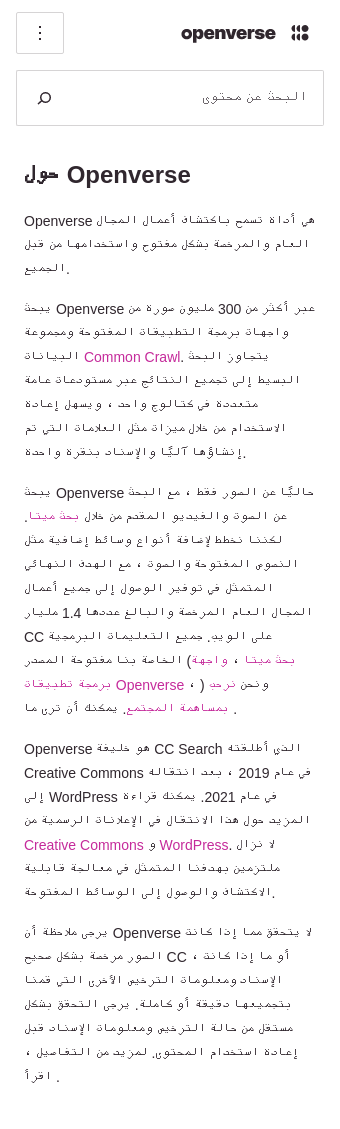 openverse
البحث عن محتوى
حول Openverse
Openverse هي أداة تسمح باكتشاف أعمال المجال
العام والمرخصة بشكل مفتوح واستخدامها من قبل
الجميع.
يبحث Openverse عبر أكثر من 300 مليون صورة من
واجهات برمجة التطبيقات المفتوحة ومجموعة
البيانات Common Crawl. يتجاوز البحث
البسيط إلى تجميع النتائج عبر مستودعات عامة
متعددة في كتالوج واحد ، ويسهل إعادة
الاستخدام من خلال ميزات مثل العلامات التي تم
إنشاؤها آليًا والإسناد بنقرة واحدة.
يبحث Openverse حاليًا عن الصور فقط ، مع البحث
عن الصوت والفيديو المقدم من خلال بحث ميتا.
لكننا نخطط لإضافة أنواع وسائط إضافية مثل
النصوص المفتوحة والصوت ، مع الهدف النهائي
المتمثل في توفير الوصول إلى جميع أعمال
المجال العام المرخصة والبالغ عددها 1.4 مليار
CC على الويب. جميع التعليمات البرمجية
الخاصة بنا مفتوحة المصدر) بحث ميتا ، واجهة
برمجة تطبيقات Openverse ، ( ونحن نرحب
بمساهمة المجتمع. يمكنك أن ترى ما .
Openverse هو خليفة CC Search الذي أطلقته
Creative Commons في عام 2019 ، بعد انتقاله
إلى WordPress في عام 2021. يمكنك قراءة
المزيد حول هذا الانتقال في الإعلانات الرسمية من
Creative Commons و WordPress. لا نزال
ملتزمين بهدفنا المتمثل في معالجة قابلية
الاكتشاف والوصول إلى الوسائط المفتوحة.
يرجى ملاحظة أن Openverse لا يتحقق مما إذا كانت
الصور مرخصة بشكل صحيح CC ، أو ما إذا كانت
الإسناد ومعلومات الترخيص الأخرى التي قمنا
بتجميعها دقيقة أو كاملة. يرجى التحقق بشكل
مستقل من حالة الترخيص ومعلومات الإسناد قبل
إعادة استخدام المحتوى. لمزيد من التفاصيل ،
اقرأ .